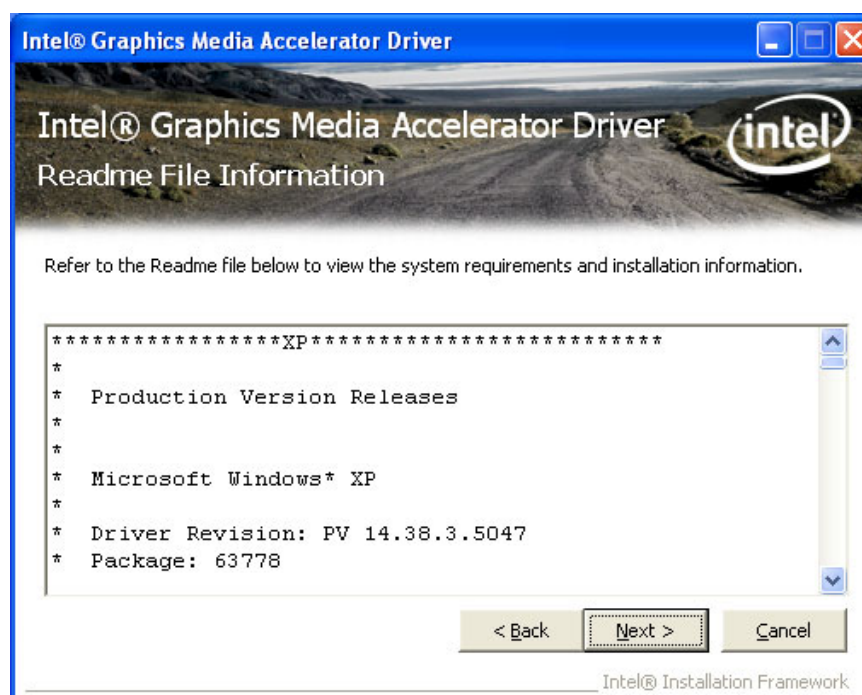 Intel® Graphics Media Accelerator Driver
Intel® Graphics Media Accelerator Driver
Readme File Information
intel
Refer to the Readme file below to view the system requirements and installation information.
*****************XP**************************
*
*  Production Version Releases
*
*
*  Microsoft Windows* XP
*
*  Driver Revision: PV 14.38.3.5047
*  Package: 63778
< Back
Next >
Cancel
Intel® Installation Framework